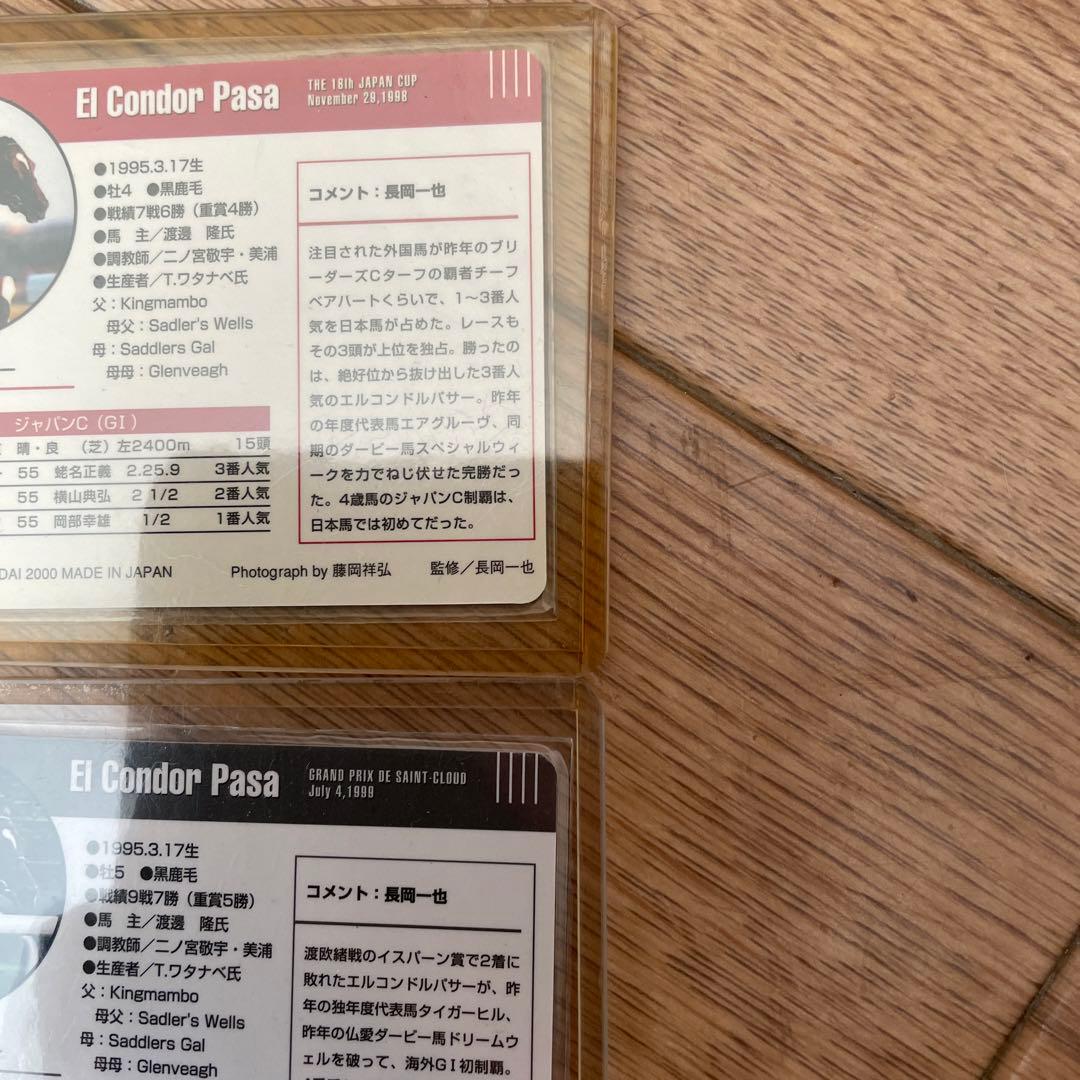 El Condor Pasa
THE 18th JAPAN CUP
November 29,1998
●1995.3.17生
●牡4 ●黒鹿毛
●戦績7戦6勝（重賞4勝）
●馬 主／渡邊 隆氏
●調教師／二ノ宮敬宇・美浦
●生産者／T.ワタナベ氏
父：Kingmambo
母父：Sadler's Wells
母：Saddlers Gal
母母：Glenveagh
ジャパンC（GI）
晴・良 （芝）左2400m 15頭
55 蛯名正義 2.25.9 3番人気
55 横山典弘 2 1/2 2番人気
55 岡部幸雄 1/2 1番人気
コメント：長岡一也
注目された外国馬が昨年のブリ
ーダーズCターフの覇者チーフ
ベアハートくらいで、1〜3番人
気を日本馬が占めた。レースも
その3頭が上位を独占。勝ったの
は、絶好位から抜け出した3番人
気のエルコンドルパサー。昨年
の年度代表馬エアグルーヴ、同
期のダービー馬スペシャルウィ
ークを力でねじ伏せた完勝だっ
た。4歳馬のジャパンC制覇は、
日本馬では初めてだった。
DAI 2000 MADE IN JAPAN Photograph by 藤岡祥弘 監修／長岡一也
El Condor Pasa
GRAND PRIX DE SAINT-CLOUD
July 4,1999
●1995.3.17生
●牡5 ●黒鹿毛
●戦績9戦7勝（重賞5勝）
●馬 主／渡邊 隆氏
●調教師／二ノ宮敬宇・美浦
●生産者／T.ワタナベ氏
父：Kingmambo
母父：Sadler's Wells
母：Saddlers Gal
母母：Glenveagh
コメント：長岡一也
渡欧緒戦のイスパーン賞で2着に
敗れたエルコンドルパサーが、昨
年の独年度代表馬タイガーヒル、
昨年の仏愛ダービー馬ドリームウ
ェルを破って、海外GI初制覇。